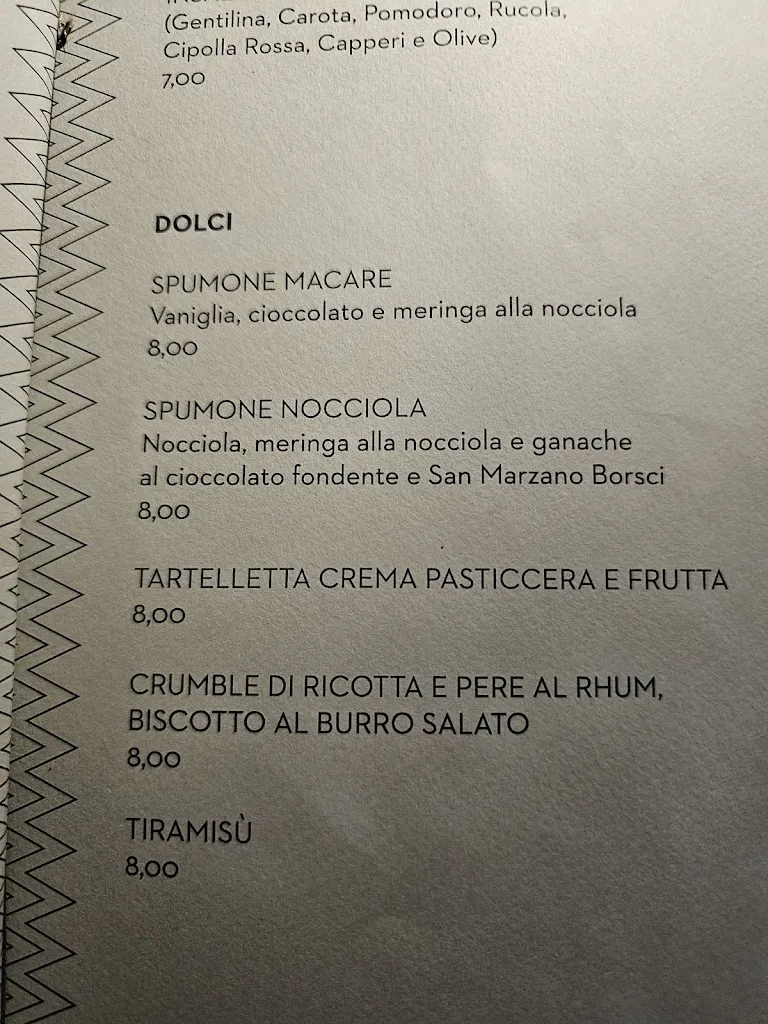 (Gentilina, Carota, Pomodoro, Rucola,
Cipolla Rossa, Capperi e Olive)
7,00
DOLCI
SPUMONE MACARE
Vaniglia, cioccolato e meringa alla nocciola
8,00
SPUMONE NOCCIOLA
Nocciola, meringa alla nocciola e ganache
al cioccolato fondente e San Marzano Borsci
8,00
TARTELLETTA CREMA PASTICCERA E FRUTTA
8,00
CRUMBLE DI RICOTTA E PERE AL RHUM,
BISCOTTO AL BURRO SALATO
8,00
TIRAMISÙ
8,00